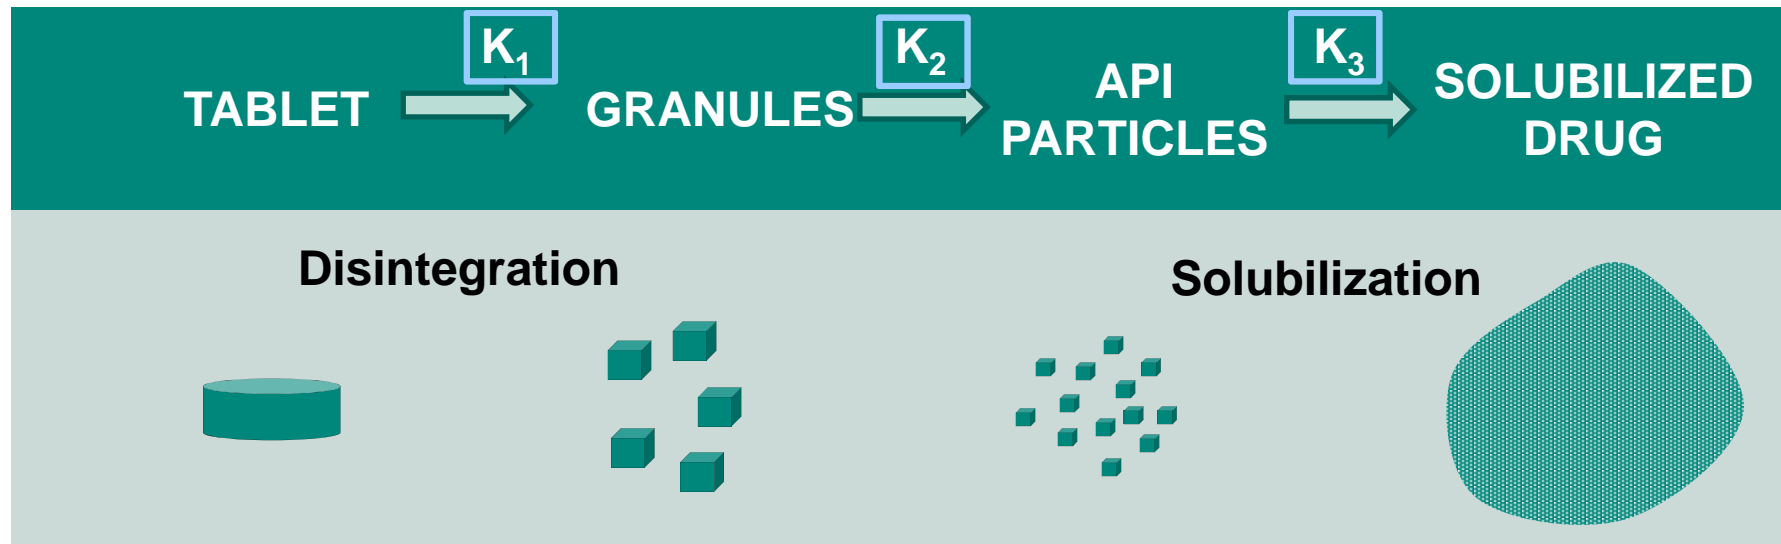 K1
K2
K3
TABLET
GRANULES
API
PARTICLES
SOLUBILIZED
DRUG
Disintegration
Solubilization